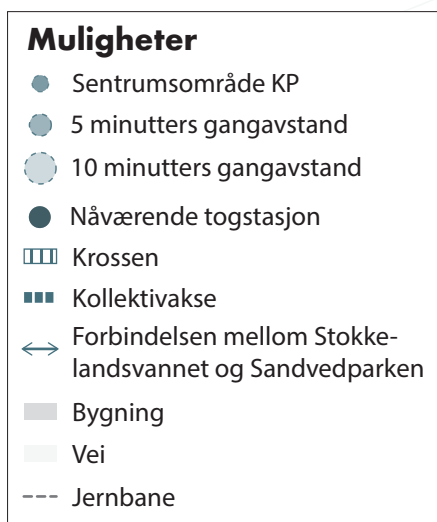 Muligheter
Sentrumsområde KP
5 minutters gangavstand
10 minutters gangavstand
Nåværende togstasjon
Krossen
Kollektivakse
Forbindelsen mellom Stokke-
landsvannet og Sandvedparken
Bygning
Vei
Jernbane